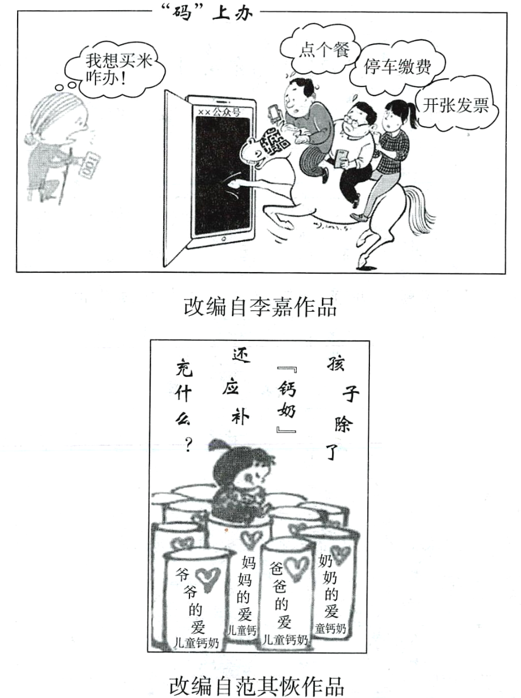 “码”上办
我想买米
咋办！
100
××公众号
点个餐
停车缴费
开张发票
改编自李嘉作品
孩子除了
『钙奶』
还应补
充什么？
爷爷的爱
儿童钙奶
妈妈的爱
儿童钙
爸爸的爱
儿童钙奶
奶奶的爱
童钙奶
改编自范其恢作品